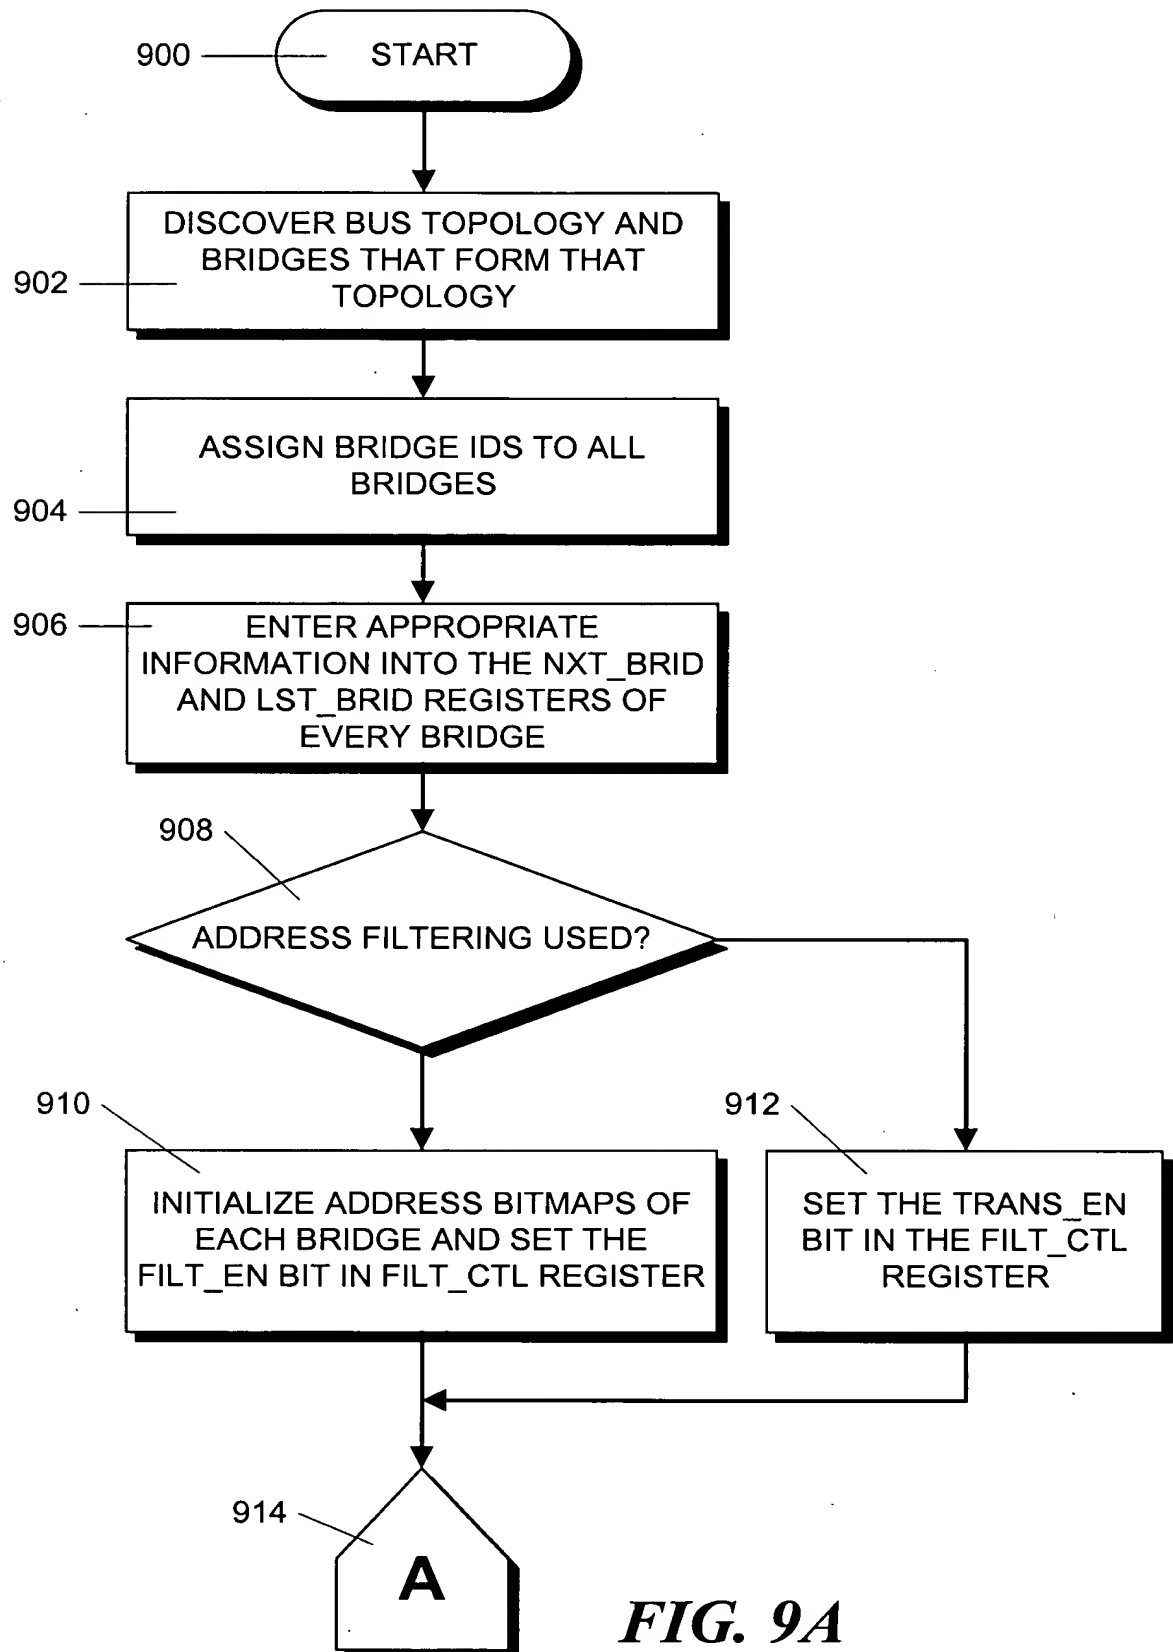 900
START
902
DISCOVER BUS TOPOLOGY AND
BRIDGES THAT FORM THAT
TOPOLOGY
904
ASSIGN BRIDGE IDS TO ALL
BRIDGES
906
ENTER APPROPRIATE
INFORMATION INTO THE NXT_BRID
AND LST_BRID REGISTERS OF
EVERY BRIDGE
908
ADDRESS FILTERING USED?
910
INITIALIZE ADDRESS BITMAPS OF
EACH BRIDGE AND SET THE
FILT_EN BIT IN FILT_CTL REGISTER
912
SET THE TRANS_EN
BIT IN THE FILT_CTL
REGISTER
914
A
FIG. 9A